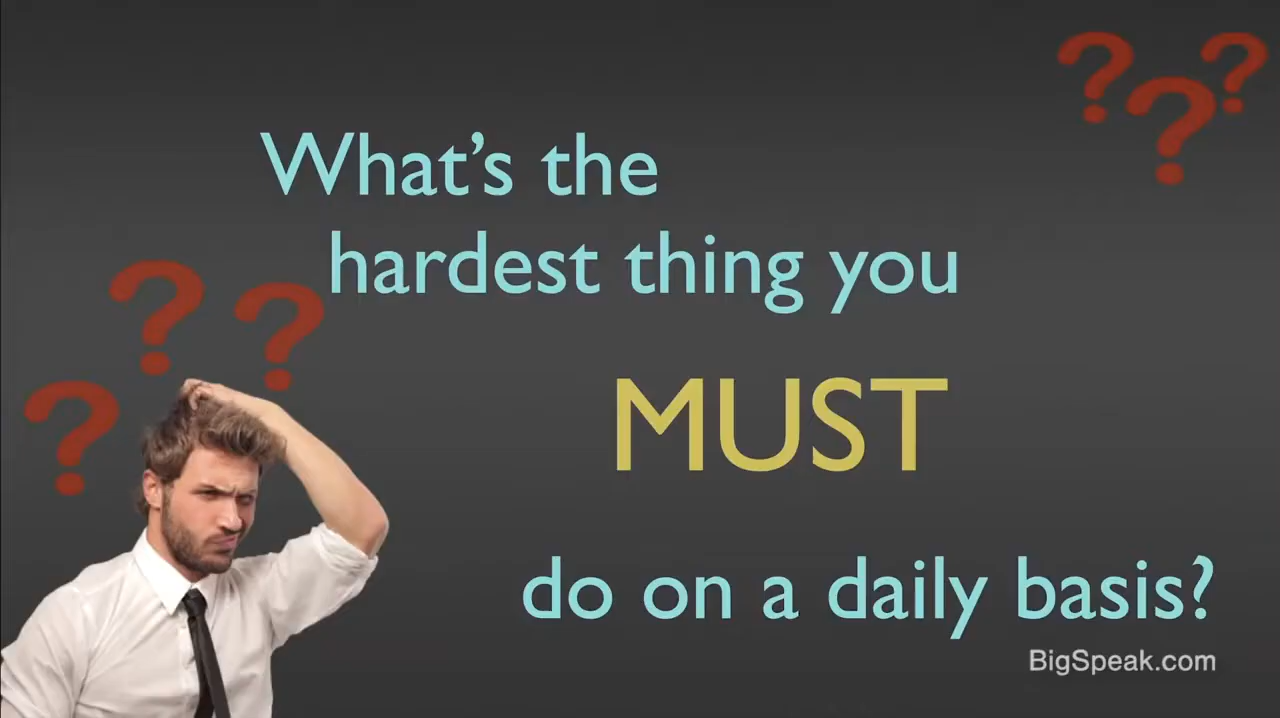 What's the
hardest thing you
MUST
do on a daily basis?
BigSpeak.com